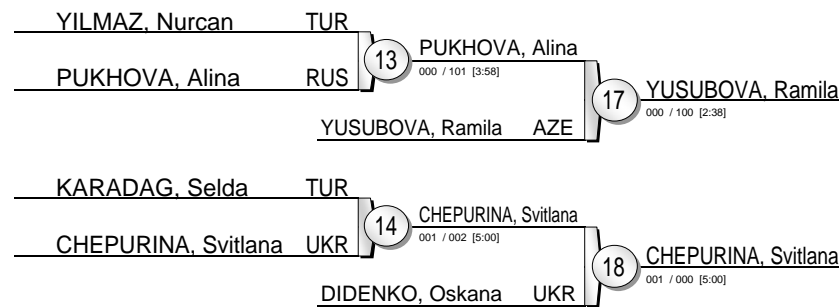 YILMAZ, Nurcan TUR
13
PUKHOVA, Alina
000 / 101 [3:58]
PUKHOVA, Alina RUS
17
YUSUBOVA, Ramila
000 / 100 [2:38]
YUSUBOVA, Ramila AZE
KARADAG, Selda TUR
14
CHEPURINA, Svitlana
001 / 002 [5:00]
CHEPURINA, Svitlana UKR
18
CHEPURINA, Svitlana
001 / 000 [5:00]
DIDENKO, Oskana UKR